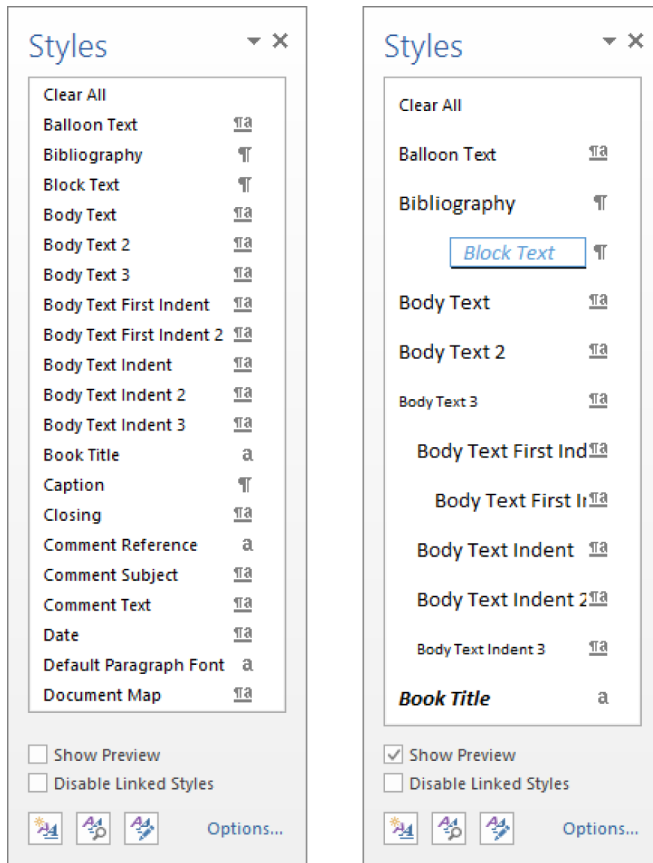 Styles
Clear All
Balloon Text ¶a
Bibliography ¶
Block Text ¶
Body Text ¶a
Body Text 2 ¶a
Body Text 3 ¶a
Body Text First Indent ¶a
Body Text First Indent 2 ¶a
Body Text Indent ¶a
Body Text Indent 2 ¶a
Body Text Indent 3 ¶a
Book Title a
Caption ¶
Closing ¶a
Comment Reference a
Comment Subject ¶a
Comment Text ¶a
Date ¶a
Default Paragraph Font a
Document Map ¶a
Show Preview
Disable Linked Styles
Options...
Styles
Clear All
Balloon Text ¶a
Bibliography ¶
Block Text ¶
Body Text ¶a
Body Text 2 ¶a
Body Text 3 ¶a
Body Text First Ind ¶a
Body Text First I ¶a
Body Text Indent ¶a
Body Text Indent 2 ¶a
Body Text Indent 3 ¶a
Book Title a
Show Preview
Disable Linked Styles
Options...